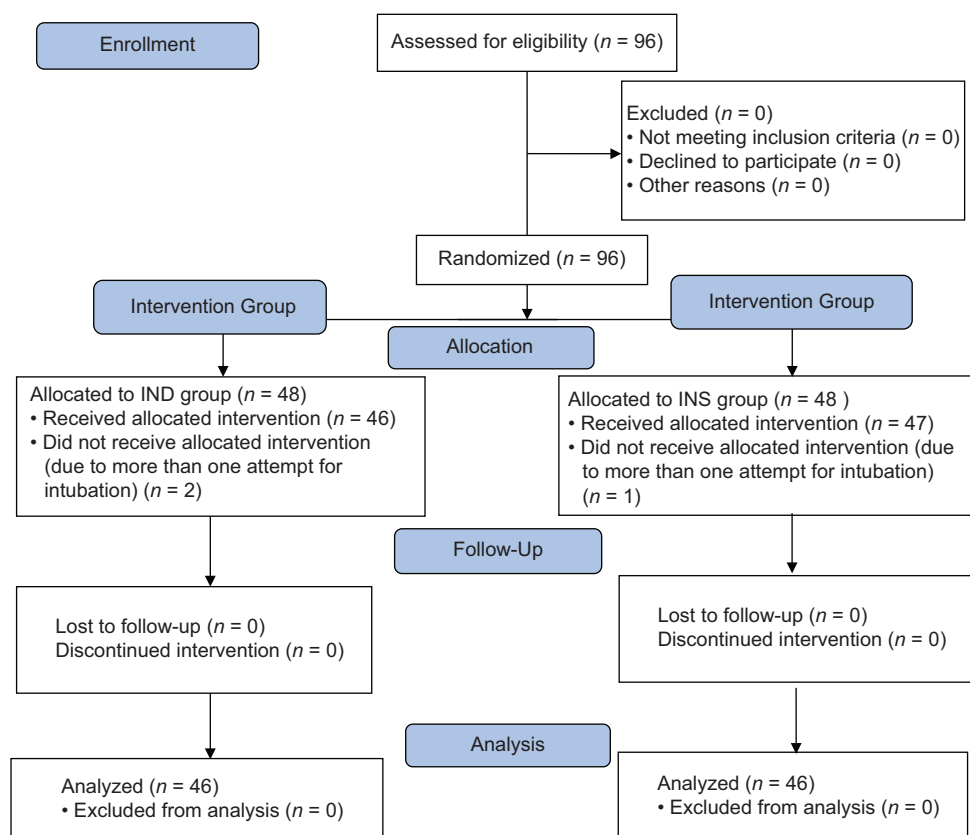 Enrollment
Assessed for eligibility (n = 96)
Excluded (n = 0)
• Not meeting inclusion criteria (n = 0)
• Declined to participate (n = 0)
• Other reasons (n = 0)
Randomized (n = 96)
Intervention Group
Intervention Group
Allocation
Allocated to IND group (n = 48)
• Received allocated intervention (n = 46)
• Did not receive allocated intervention
(due to more than one attempt for
intubation) (n = 2)
Allocated to INS group (n = 48 )
• Received allocated intervention (n = 47)
• Did not receive allocated intervention (due
to more than one attempt for intubation)
(n = 1)
Follow-Up
Lost to follow-up (n = 0)
Discontinued intervention (n = 0)
Lost to follow-up (n = 0)
Discontinued intervention (n = 0)
Analysis
Analyzed (n = 46)
• Excluded from analysis (n = 0)
Analyzed (n = 46)
• Excluded from analysis (n = 0)